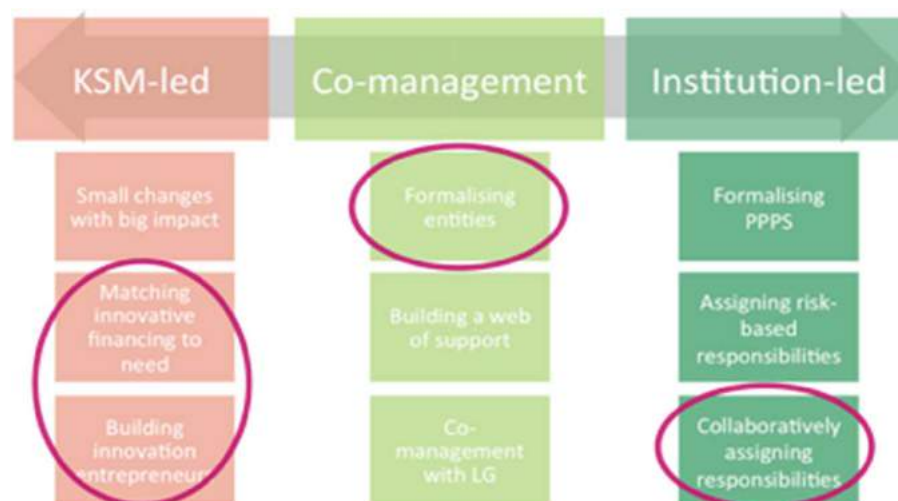 KSM-led
Co-management
Institution-led
Small changes
with big impact
Matching
innovative
financing to
need
Building
innovation
entrepreneurs
Formalising
entities
Building a web
of support
Co-
management
with LG
Formalising
PPPS
Assigning risk-
based
responsibilities
Collaboratively
assigning
responsibilities